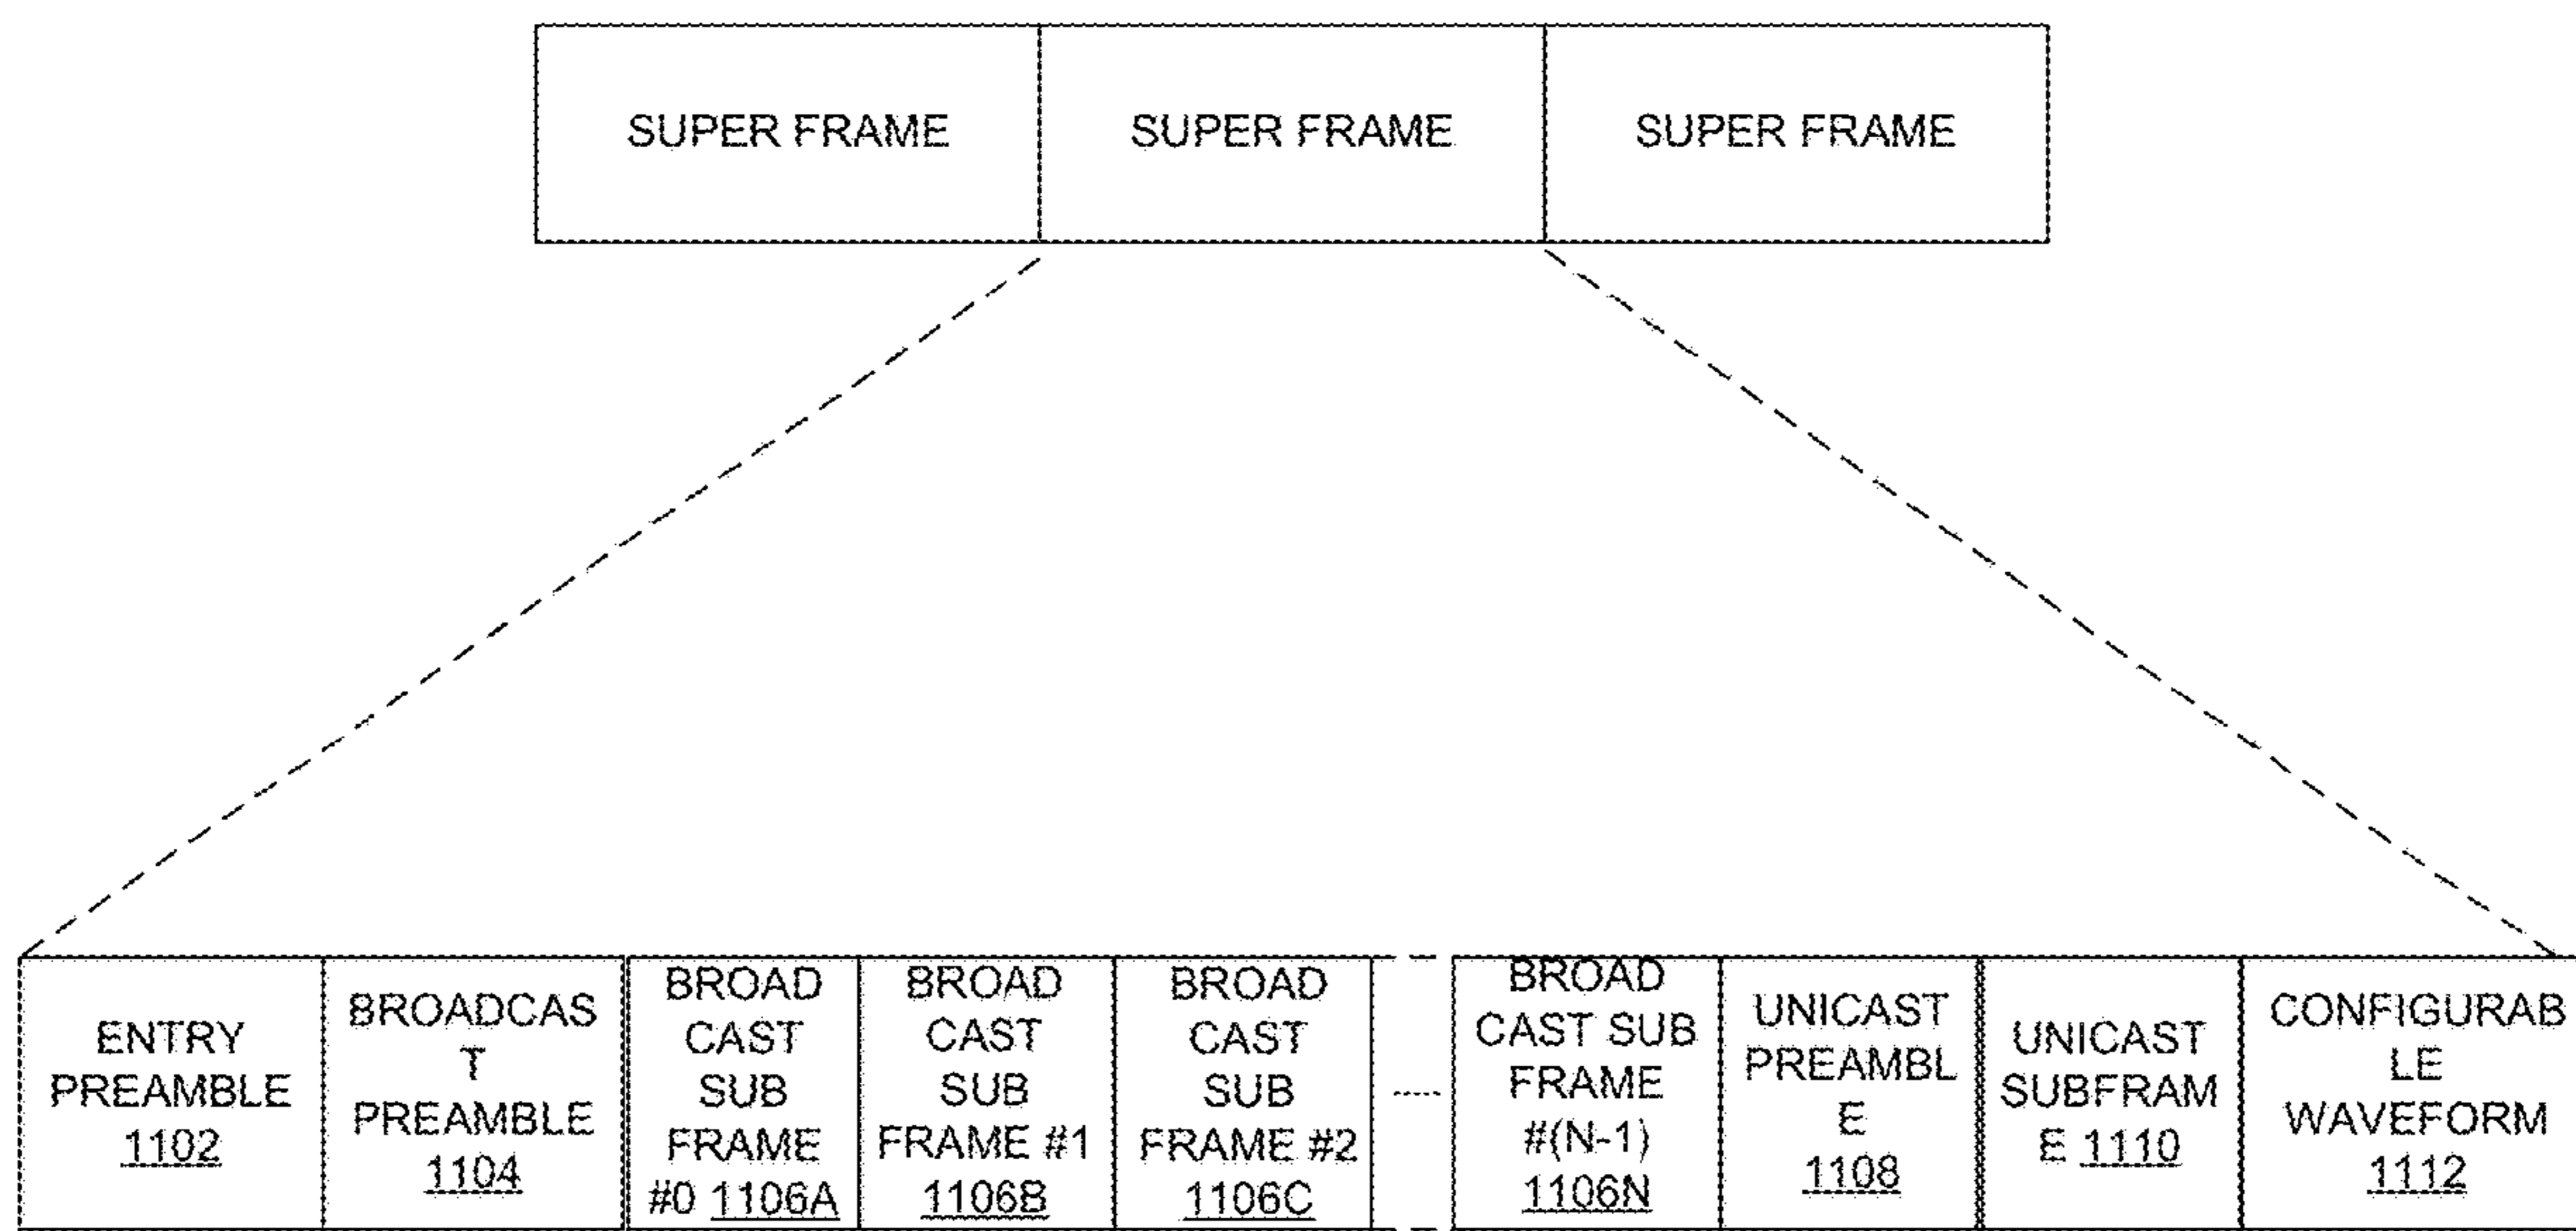 SUPER FRAME
SUPER FRAME
SUPER FRAME
ENTRY
PREAMBLE
1102
BROADCAS
T
PREAMBLE
1104
BROAD
CAST
SUB
FRAME
#0 1106A
BROAD
CAST
SUB
FRAME #1
1106B
BROAD
CAST
SUB
FRAME #2
1106C
BROAD
CAST SUB
FRAME
#(N-1)
1106N
UNICAST
PREAMBL
E
1108
UNICAST
SUBFRAM
E 1110
CONFIGURAB
LE
WAVEFORM
1112